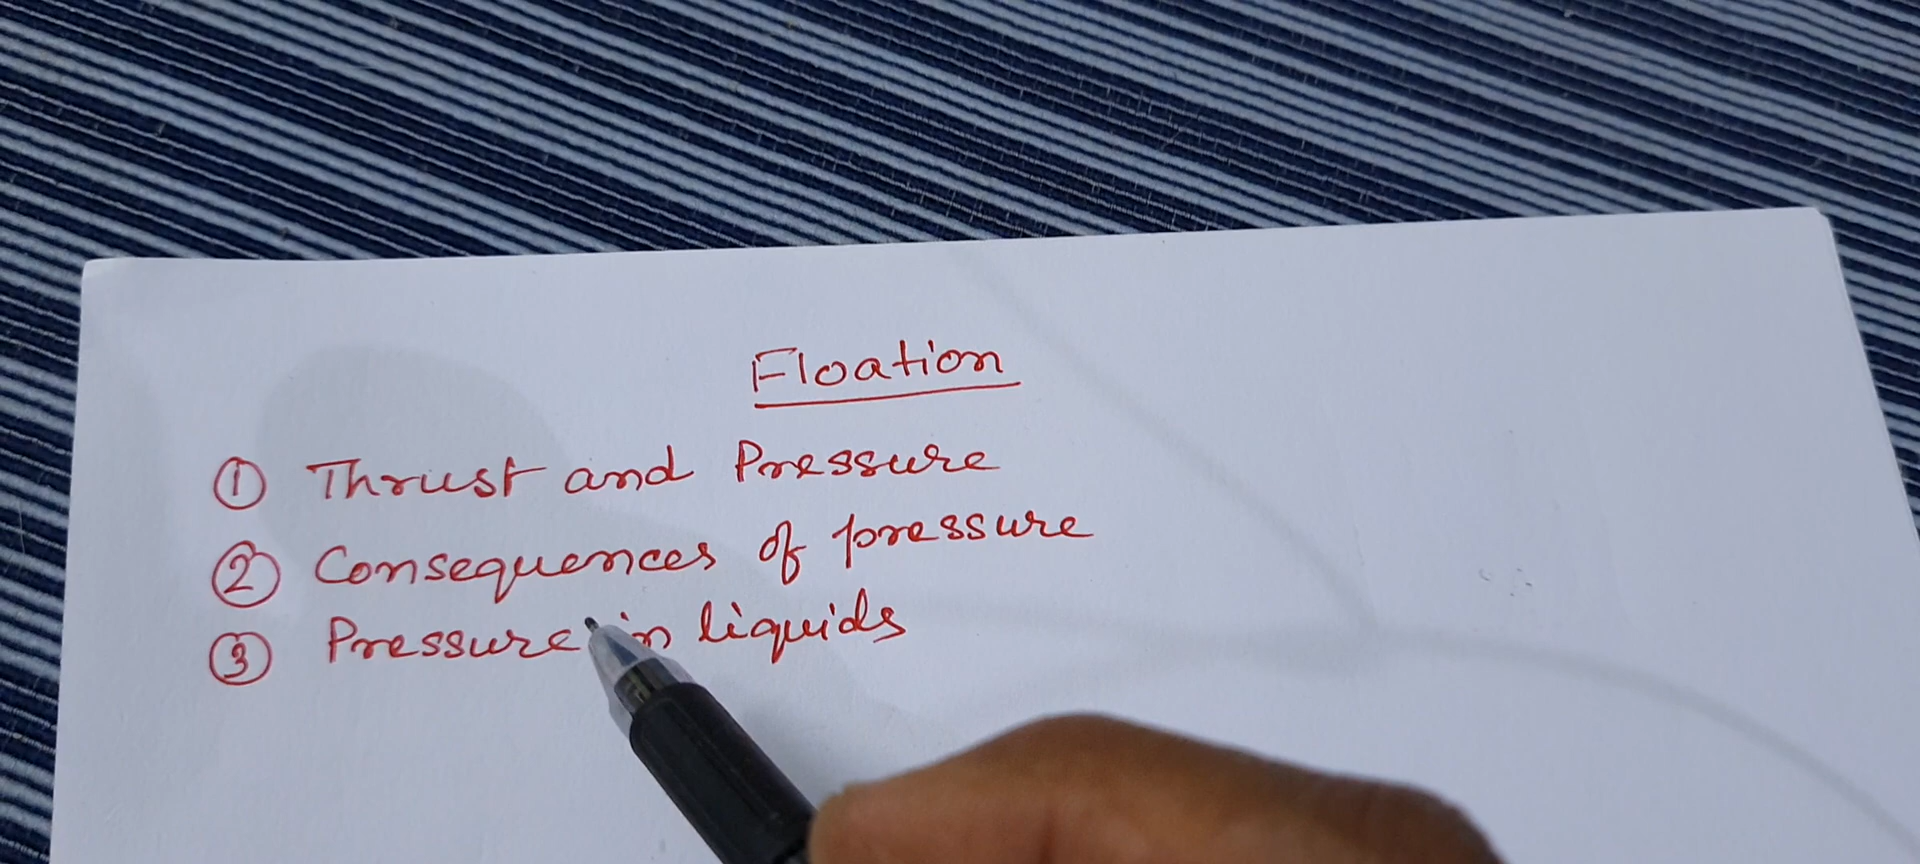 Floation
① Thrust and Pressure
② Consequences of pressure
③ Pressure in liquids